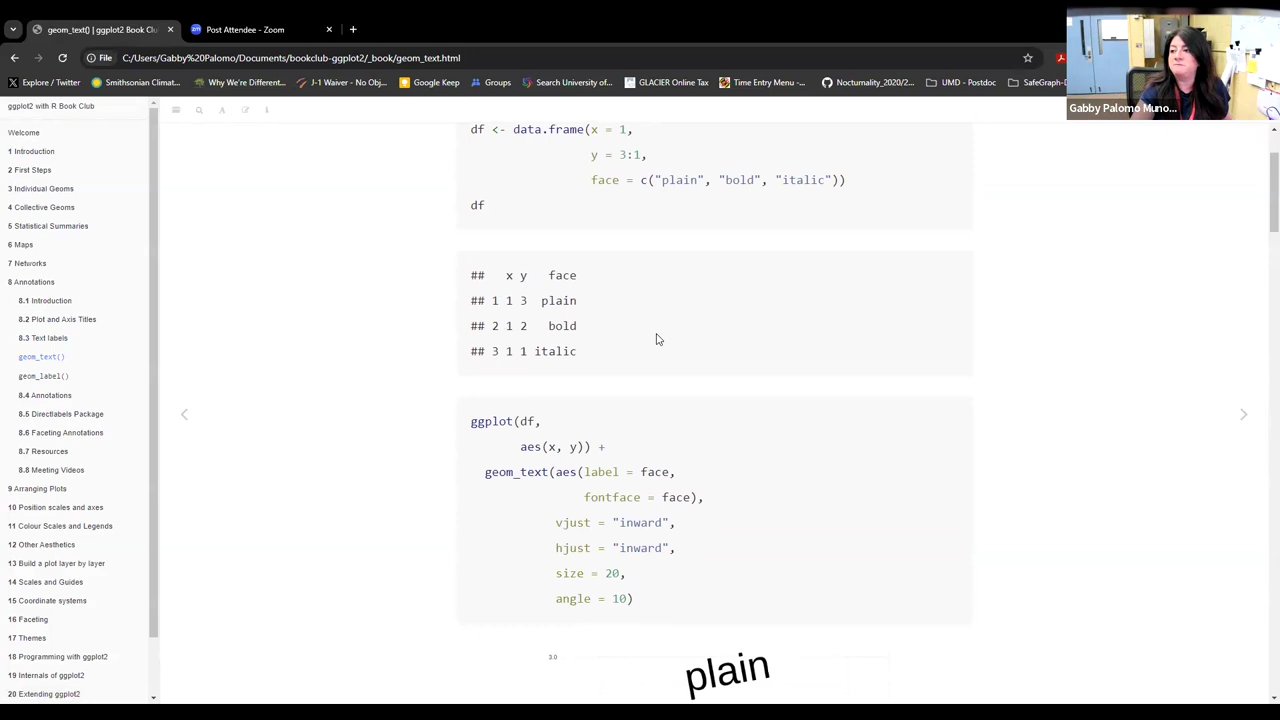 geom_text() | ggplot2 Book Clu
Post Attendee - Zoom
File
C:/Users/Gabby%20Palomo/Documents/bookclub-ggplot2/_book/geom_text.html
Explore / Twitter
Smithsonian Climat...
Why We're Different...
J-1 Waiver - No Obj...
Google Keep
Groups
Search University of...
GLACIER Online Tax
Time Entry Menu -...
Nocturnality_2020/2...
UMD - Postdoc
SafeGraph-D
Gabby Palomo Muno...
ggplot2 with R Book Club
Welcome
1 Introduction
2 First Steps
3 Individual Geoms
4 Collective Geoms
5 Statistical Summaries
6 Maps
7 Networks
8 Annotations
8.1 Introduction
8.2 Plot and Axis Titles
8.3 Text labels
geom_text()
geom_label()
8.4 Annotations
8.5 Directlabels Package
8.6 Faceting Annotations
8.7 Resources
8.8 Meeting Videos
9 Arranging Plots
10 Position scales and axes
11 Colour Scales and Legends
12 Other Aesthetics
13 Build a plot layer by layer
14 Scales and Guides
15 Coordinate systems
16 Faceting
17 Themes
18 Programming with ggplot2
19 Internals of ggplot2
20 Extending ggplot2
df <- data.frame(x = 1,
y = 3:1,
face = c("plain", "bold", "italic"))
df
## x y face
## 1 1 3 plain
## 2 1 2 bold
## 3 1 1 italic
ggplot(df,
aes(x, y)) +
geom_text(aes(label = face,
fontface = face),
vjust = "inward",
hjust = "inward",
size = 20,
angle = 10)
3.0
plain